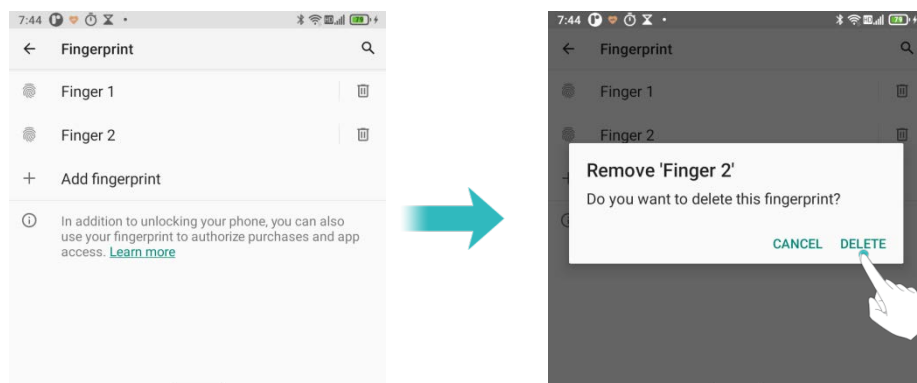 7:44
79
Fingerprint
Finger 1
Finger 2
Add fingerprint
In addition to unlocking your phone, you can also
use your fingerprint to authorize purchases and app
access. Learn more
7:44
79
Fingerprint
Finger 1
Finger 2
Remove 'Finger 2'
Do you want to delete this fingerprint?
CANCEL DELETE